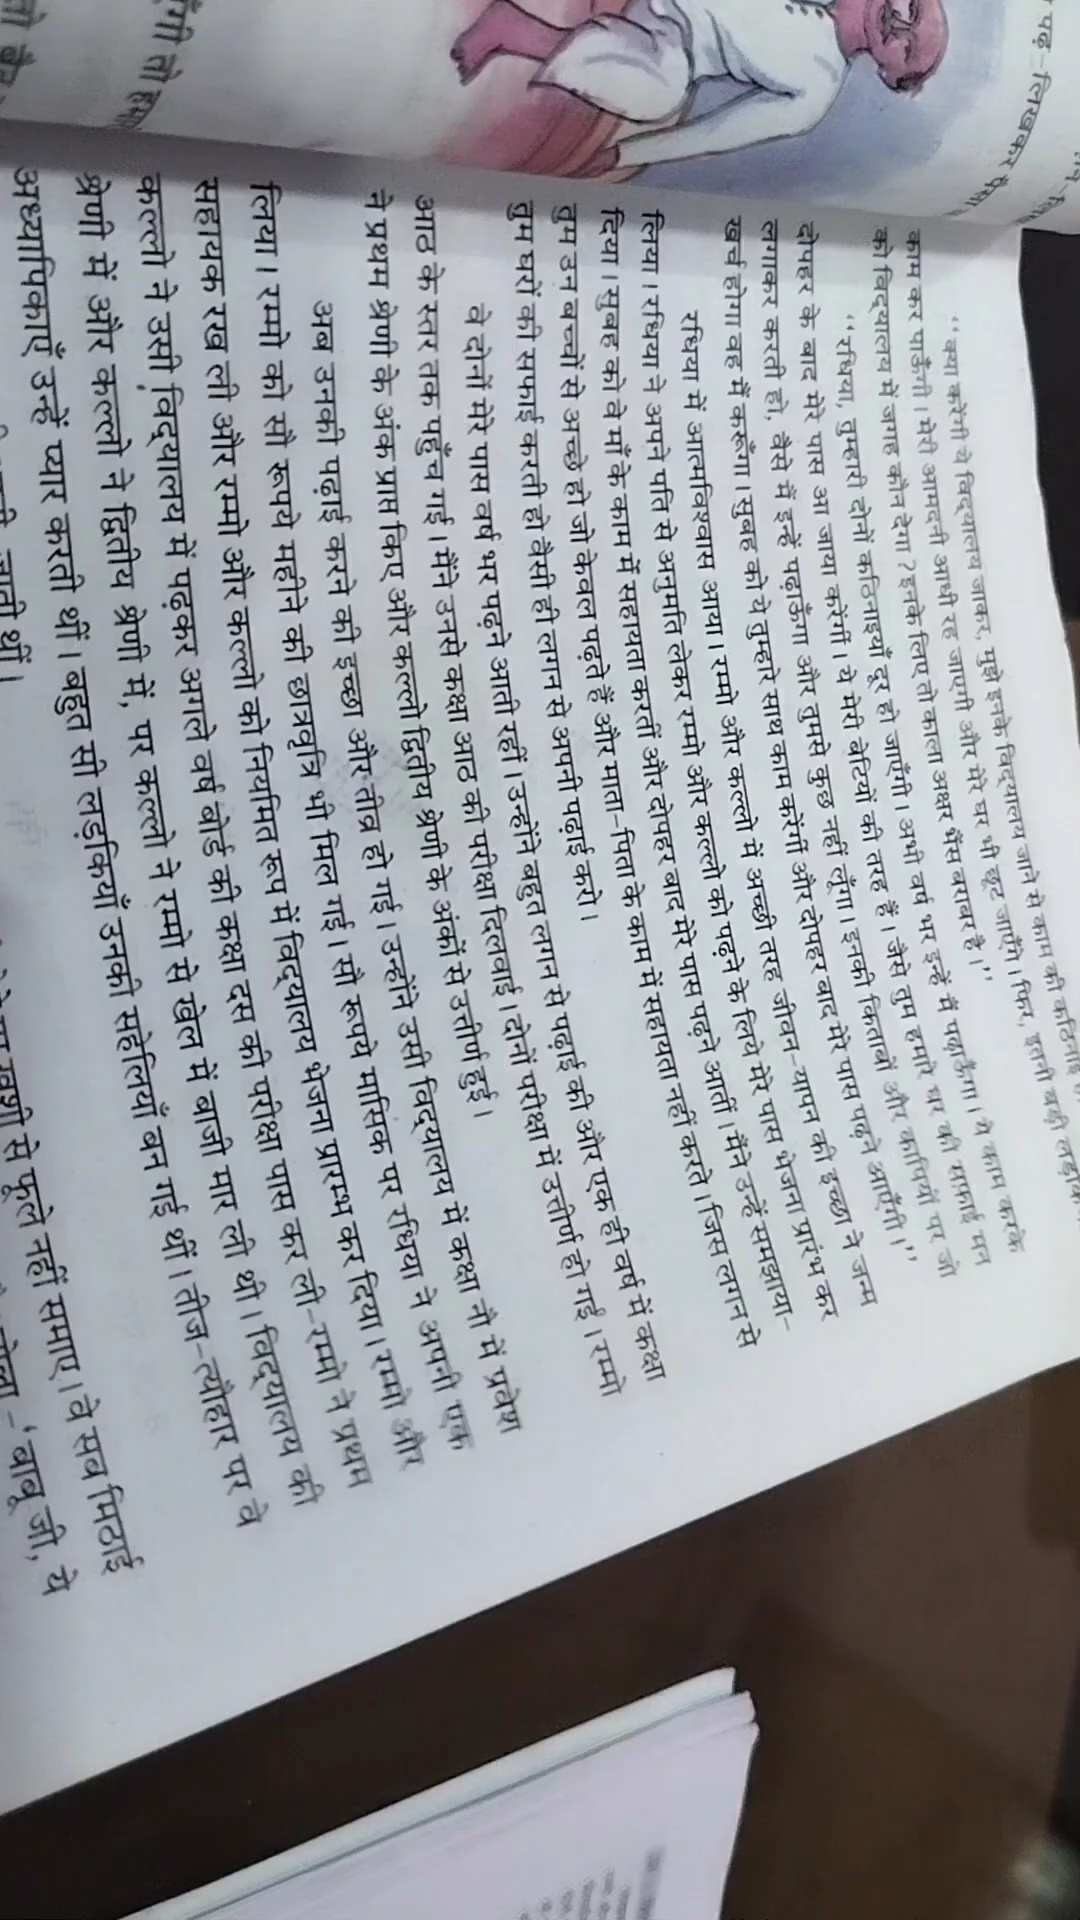 पढ़-लिखकर पैसा
"क्या करेंगी ये विद्यालय जाकर, मुझे इनके विद्यालय जाने से काम की कठिनाई
काम कर पाऊँगी। मेरी आमदनी आधी रह जाएगी और मेरे घर भी छूट जाएँगे। फिर, इतनी बड़ी
को विद्यालय में जगह कौन देगा? इनके लिए तो काला अक्षर भैंस बराबर है।"
"रधिया, तुम्हारी दोनों कठिनाइयाँ दूर हो जाएँगी। अभी वर्ष भर इन्हें मैं पढ़ाऊँगा। ये काम करके
दोपहर के बाद मेरे पास आ जाया करेंगी। ये मेरी बेटियों की तरह हैं। जैसे तुम हमारे घर की सफाई मन
लगाकर करती हो, वैसे मैं इन्हें पढ़ाऊँगा और तुमसे कुछ नहीं लूँगा। इनकी किताबों और कापियों पर जो
खर्च होगा वह मैं करूँगा। सुबह को ये तुम्हारे साथ काम करेंगी और दोपहर बाद मेरे पास पढ़ने आएँगी।"
रधिया में आत्मविश्वास आया। रम्मो और कल्लो में अच्छी तरह जीवन-यापन की इच्छा ने जन्म
लिया। रधिया ने अपने पति से अनुमति लेकर रम्मो और कल्लो को पढ़ने के लिये मेरे पास भेजना प्रारंभ कर
दिया। सुबह को वे माँ के काम में सहायता करतीं और दोपहर बाद मेरे पास पढ़ने आतीं। मैंने उन्हें समझाया-
तुम उन बच्चों से अच्छे हो जो केवल पढ़ते हैं और माता-पिता के काम में सहायता नहीं करते। जिस लगन से
तुम घरों की सफाई करती हो वैसी ही लगन से अपनी पढ़ाई करो।
वे दोनों मेरे पास वर्ष भर पढ़ने आती रहीं। उन्होंने बहुत लगन से पढ़ाई की और एक ही वर्ष में कक्षा
आठ के स्तर तक पहुँच गई। मैंने उनसे कक्षा आठ की परीक्षा दिलवाई। दोनों परीक्षा में उत्तीर्ण हो गईं। रम्मो
ने प्रथम श्रेणी के अंक प्राप्त किए और कल्लो द्वितीय श्रेणी के अंकों से उत्तीर्ण हुई।
अब उनकी पढ़ाई करने की इच्छा और तीव्र हो गई। उन्होंने उसी विद्यालय में कक्षा नौ में प्रवेश
लिया। रम्मो को सौ रूपये महीने की छात्रवृत्ति भी मिल गई। सौ रूपये मासिक पर रधिया ने अपनी एक
सहायक रख ली और रम्मो और कल्लो को नियमित रूप में विद्यालय भेजना प्रारम्भ कर दिया। रम्मो और
कल्लो ने उसी विद्यालय में पढ़कर अगले वर्ष बोर्ड की कक्षा दस की परीक्षा पास कर ली-रम्मो ने प्रथम
श्रेणी में और कल्लो ने द्वितीय श्रेणी में, पर कल्लो ने रम्मो से खेल में बाजी मार ली थी। विद्यालय की
अध्यापिकाएँ उन्हें प्यार करती थीं। बहुत सी लड़कियाँ उनकी सहेलियाँ बन गई थीं। तीज-त्यौहार पर वे
जाती थीं।
खुशी से फूले नहीं समाए। वे सब मिठाई
'बाबू जी, ये